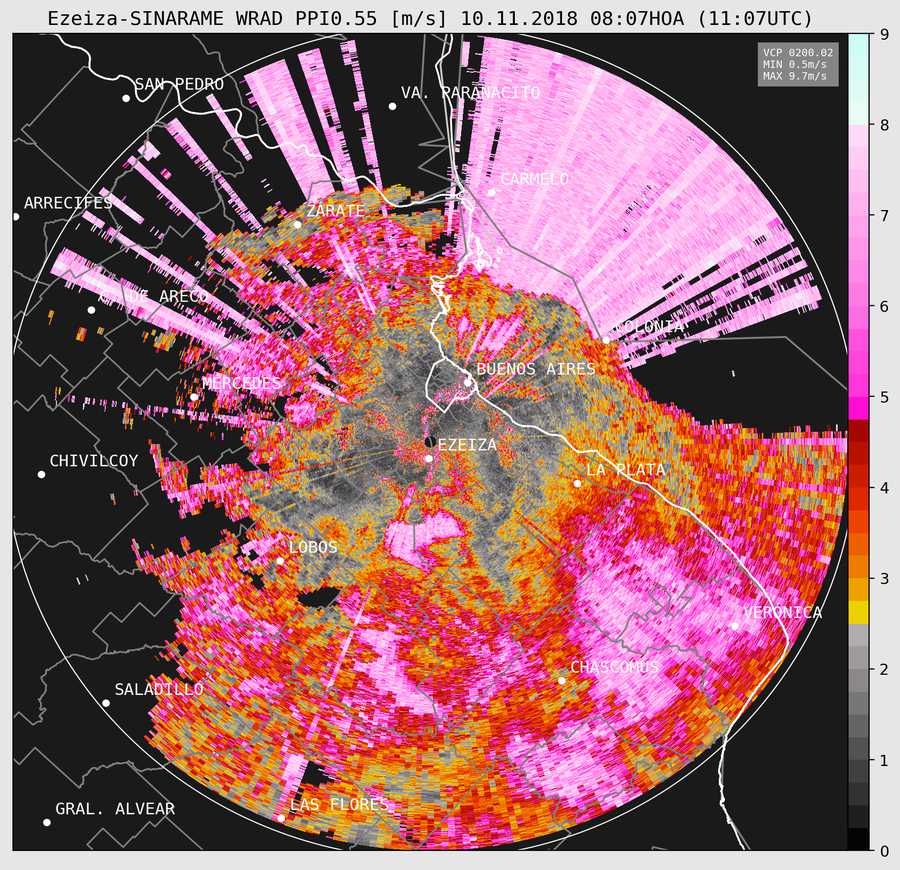 Ezeiza-SINARAME WRAD PPI0.55 [m/s] 10.11.2018 08:07HOA (11:07UTC)
VCP 0200.02
MIN 0.5m/s
MAX 9.7m/s
9
8
7
6
5
4
3
2
1
0
SAN PEDRO
VA. PARANACITO
CARMELO
ARRECIFES
ZARATE
DE ARECO
COLONIA
BUENOS AIRES
MERCEDES
EZEIZA
CHIVILCOY
LA PLATA
LOBOS
VERONICA
CHASCOMUS
SALADILLO
LAS FLORES
GRAL. ALVEAR